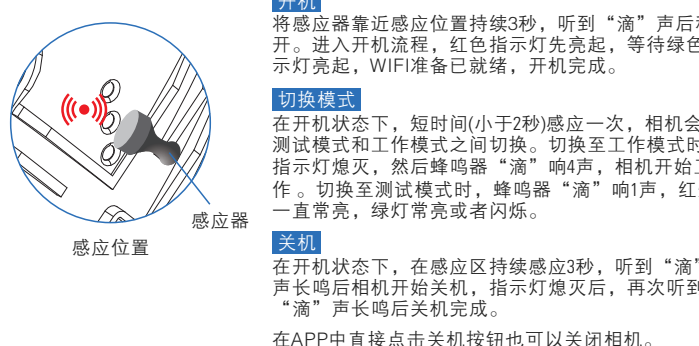 开机
将感应器靠近感应位置持续3秒，听到“滴”声后
开。进入开机流程，红色指示灯先亮起，等待绿色
示灯亮起，WIFI准备已就绪，开机完成。
切换模式
在开机状态下，短时间(小于2秒)感应一次，相机会
测试模式和工作模式之间切换。切换至工作模式时
指示灯熄灭，然后蜂鸣器“滴”响4声，相机开始
作。切换至测试模式时，蜂鸣器“滴”响1声，红
一直常亮，绿灯常亮或者闪烁。
感应器
感应位置
关机
在开机状态下，在感应区持续感应3秒，听到“滴”
声长鸣后相机开始关机，指示灯熄灭后，再次听到
“滴”声长鸣后关机完成。
在APP中直接点击关机按钮也可以关闭相机。